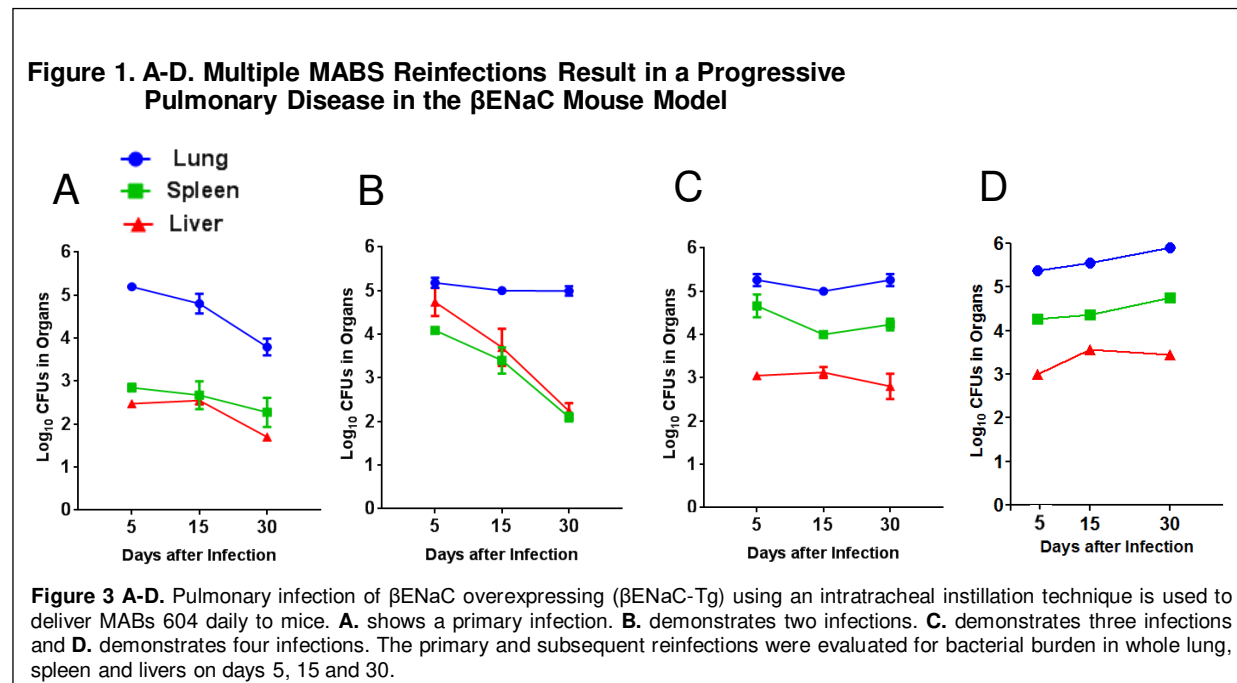 Figure 1. A-D. Multiple MABS Reinfections Result in a Progressive
Pulmonary Disease in the βENaC Mouse Model
Lung
Spleen
Liver
A
B
C
D
6
5
4
3
2
1
0
Log10 CFUs in Organs
5 15 30
Days after Infection
6
5
4
3
2
1
0
Log10 CFUs in Organs
5 15 30
Days after Infection
6
5
4
3
2
1
0
Log10 CFUs in Organs
5 15 30
Days after Infection
6
5
4
3
2
1
0
Log10 CFUs in Organs
5 15 30
Days after Infection
Figure 3 A-D. Pulmonary infection of βENaC overexpressing (βENaC-Tg) using an intratracheal instillation technique is used to
deliver MABs 604 daily to mice. A. shows a primary infection. B. demonstrates two infections. C. demonstrates three infections
and D. demonstrates four infections. The primary and subsequent reinfections were evaluated for bacterial burden in whole lung,
spleen and livers on days 5, 15 and 30.